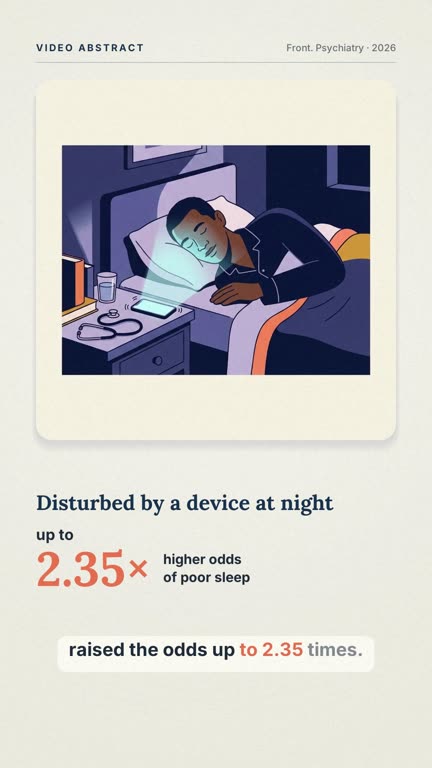 VIDEO ABSTRACT
Front. Psychiatry · 2026
Disturbed by a device at night
up to
2.35×
higher odds
of poor sleep
raised the odds up to 2.35 times.